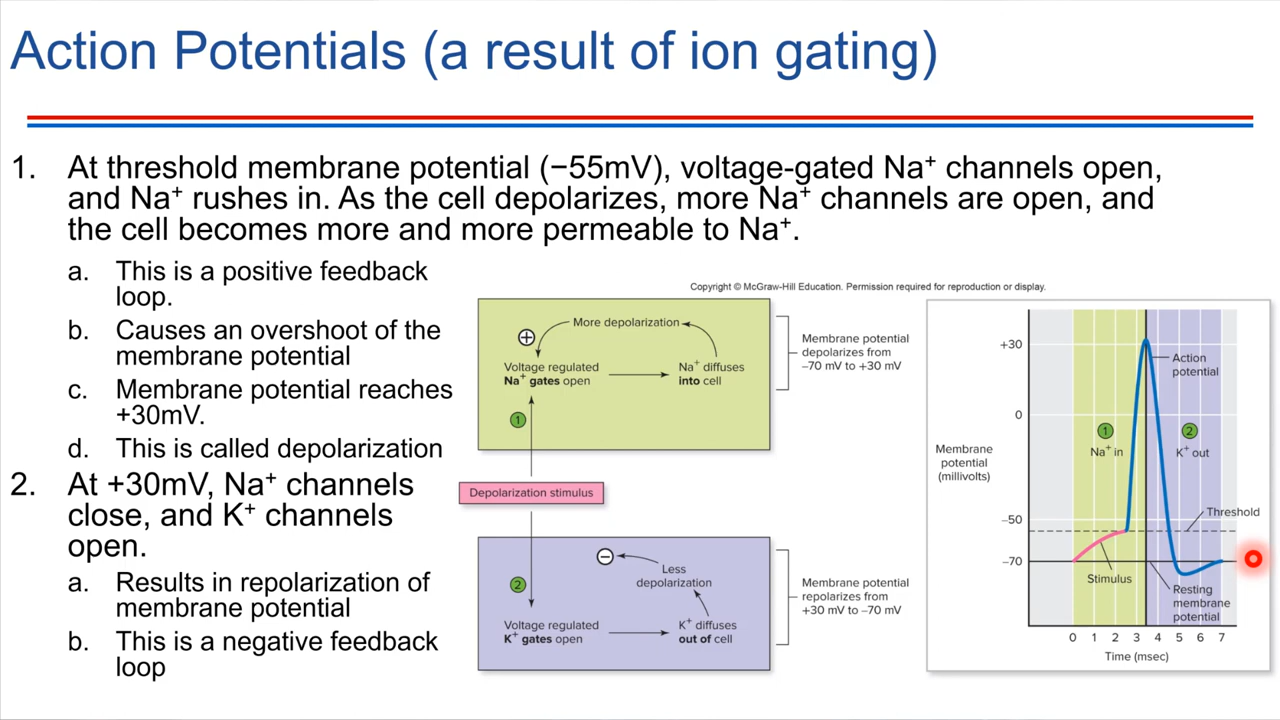 Action Potentials (a result of ion gating)
1. At threshold membrane potential (−55mV), voltage-gated Na⁺ channels open,
and Na⁺ rushes in. As the cell depolarizes, more Na⁺ channels are open, and
the cell becomes more and more permeable to Na⁺.
a. This is a positive feedback
loop.
b. Causes an overshoot of the
membrane potential
c. Membrane potential reaches
+30mV.
d. This is called depolarization
2. At +30mV, Na⁺ channels
close, and K⁺ channels
open.
a. Results in repolarization of
membrane potential
b. This is a negative feedback
loop
Copyright © McGraw-Hill Education. Permission required for reproduction or display.
More depolarization
+
Voltage regulated
Na⁺ gates open
Na⁺ diffuses
into cell
1
Membrane potential
depolarizes from
–70 mV to +30 mV
Depolarization stimulus
−
Less
depolarization
2
Voltage regulated
K⁺ gates open
K⁺ diffuses
out of cell
Membrane potential
repolarizes from
+30 mV to –70 mV
+30
0
−50
−70
Membrane
potential
(millivolts)
Action
potential
1
Na⁺ in
2
K⁺ out
Threshold
Stimulus
Resting
membrane
potential
0 1 2 3 4 5 6 7
Time (msec)